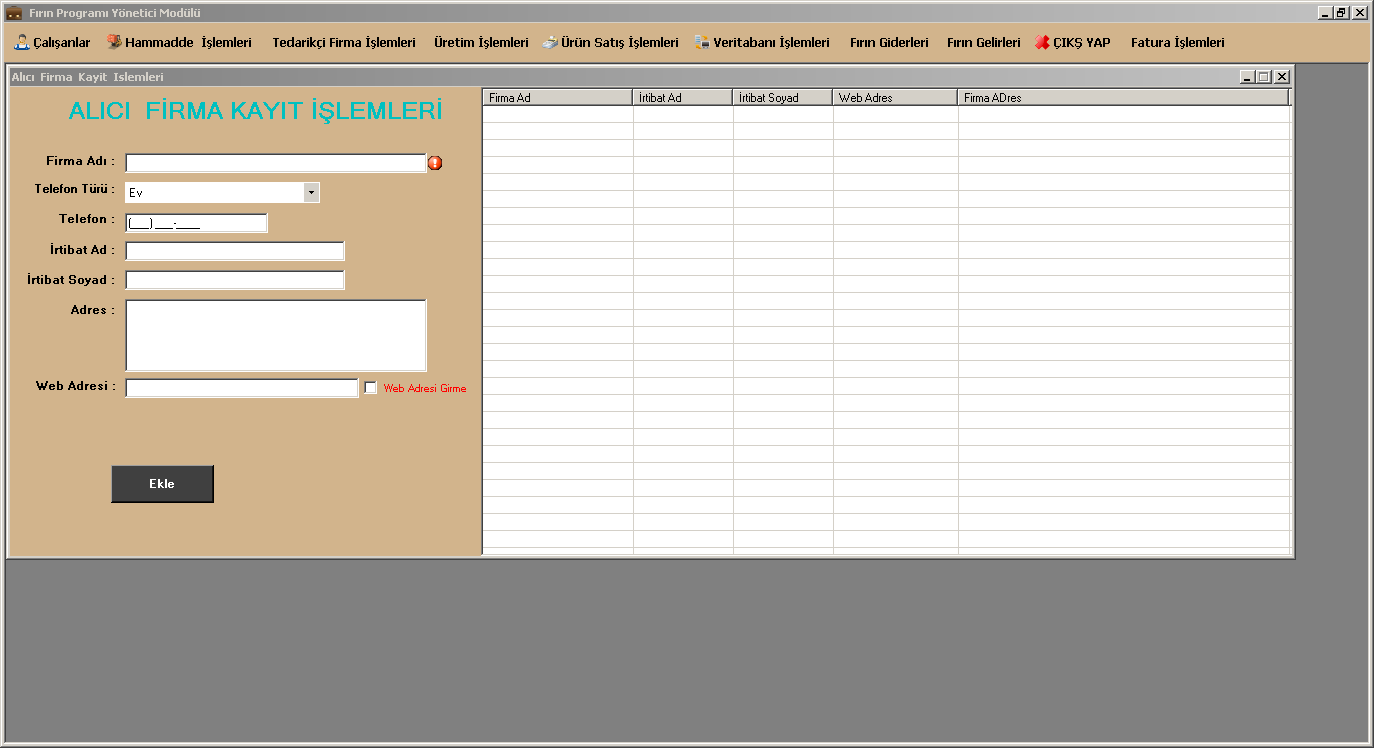 Fırın Programı Yönetici Modülü
Çalışanlar Hammadde İşlemleri Tedarikçi Firma İşlemleri Üretim İşlemleri Ürün Satış İşlemleri Veritabanı İşlemleri Fırın Giderleri Fırın Gelirleri ÇIKŞ YAP Fatura İşlemleri
Alıcı Firma Kayit Islemleri
ALICI FİRMA KAYIT İŞLEMLERİ
Firma Ad İrtibat Ad İrtibat Soyad Web Adres Firma ADres
Firma Adı :
Telefon Türü : Ev
Telefon : (___) ___-____
İrtibat Ad :
İrtibat Soyad :
Adres :
Web Adresi : Web Adresi Girme
Ekle